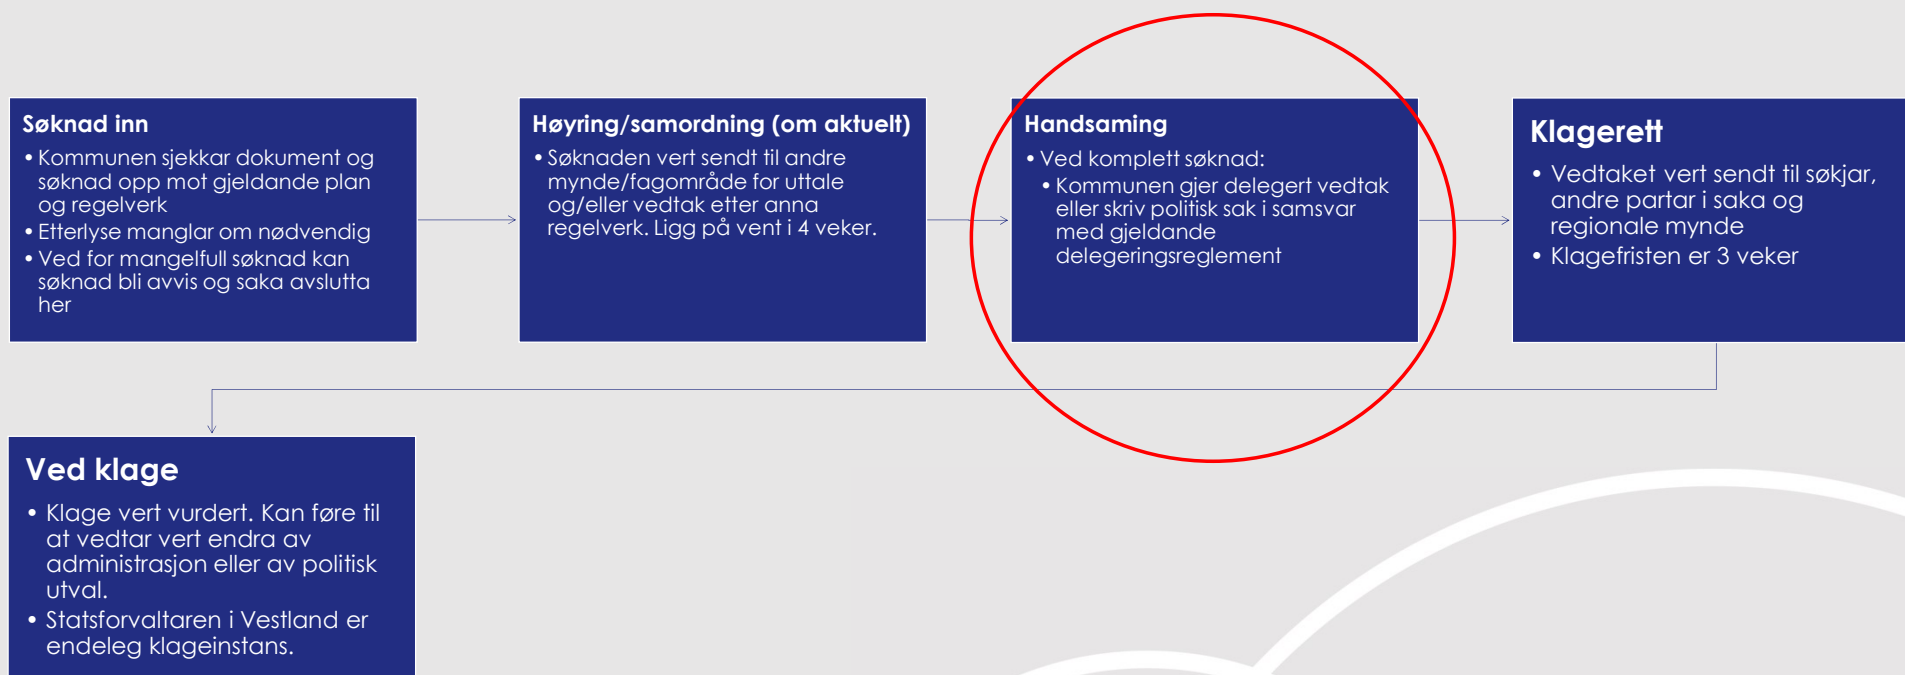 Søknad inn
• Kommunen sjekkar dokument og
søknad opp mot gjeldande plan
og regelverk
• Etterlyse manglar om nødvendig
• Ved for mangelfull søknad kan
søknad bli avvis og saka avslutta
her
Høyring/samordning (om aktuelt)
• Søknaden vert sendt til andre
mynde/fagområde for uttale
og/eller vedtak etter anna
regelverk. Ligg på vent i 4 veker.
Handsaming
• Ved komplett søknad:
• Kommunen gjer delegert vedtak
eller skriv politisk sak i samsvar
med gjeldande
delegeringsreglement
Klagerett
• Vedtaket vert sendt til søkjar,
andre partar i saka og
regionale mynde
• Klagefristen er 3 veker
Ved klage
• Klage vert vurdert. Kan føre til
at vedtar vert endra av
administrasjon eller av politisk
utval.
• Statsforvaltaren i Vestland er
endeleg klageinstans.